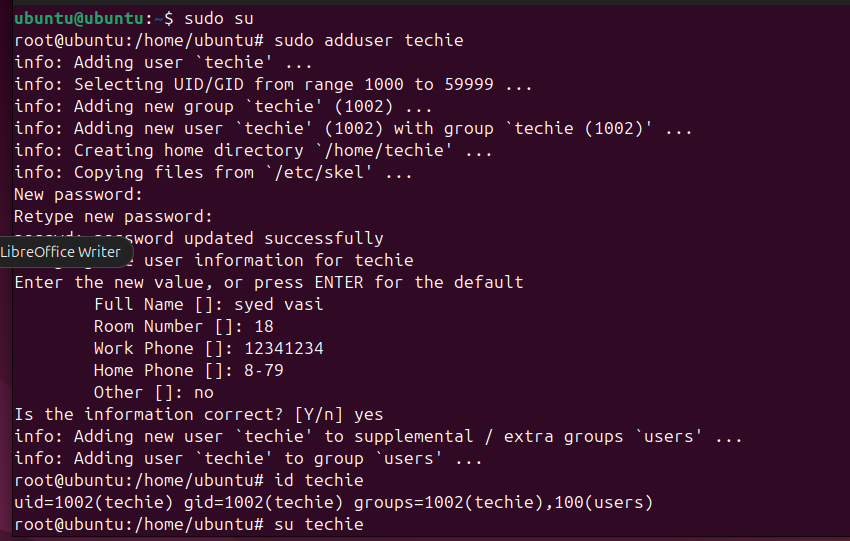 ubuntu@ubuntu:~$ sudo su
root@ubuntu:/home/ubuntu# sudo adduser techie
info: Adding user `techie' ...
info: Selecting UID/GID from range 1000 to 59999 ...
info: Adding new group `techie' (1002) ...
info: Adding new user `techie' (1002) with group `techie (1002)' ...
info: Creating home directory `/home/techie' ...
info: Copying files from `/etc/skel' ...
New password:
Retype new password:
password updated successfully
LibreOffice Writer
user information for techie
Enter the new value, or press ENTER for the default
Full Name []: syed vasi
Room Number []: 18
Work Phone []: 12341234
Home Phone []: 8-79
Other []: no
Is the information correct? [Y/n] yes
info: Adding new user `techie' to supplemental / extra groups `users' ...
info: Adding user `techie' to group `users' ...
root@ubuntu:/home/ubuntu# id techie
uid=1002(techie) gid=1002(techie) groups=1002(techie),100(users)
root@ubuntu:/home/ubuntu# su techie